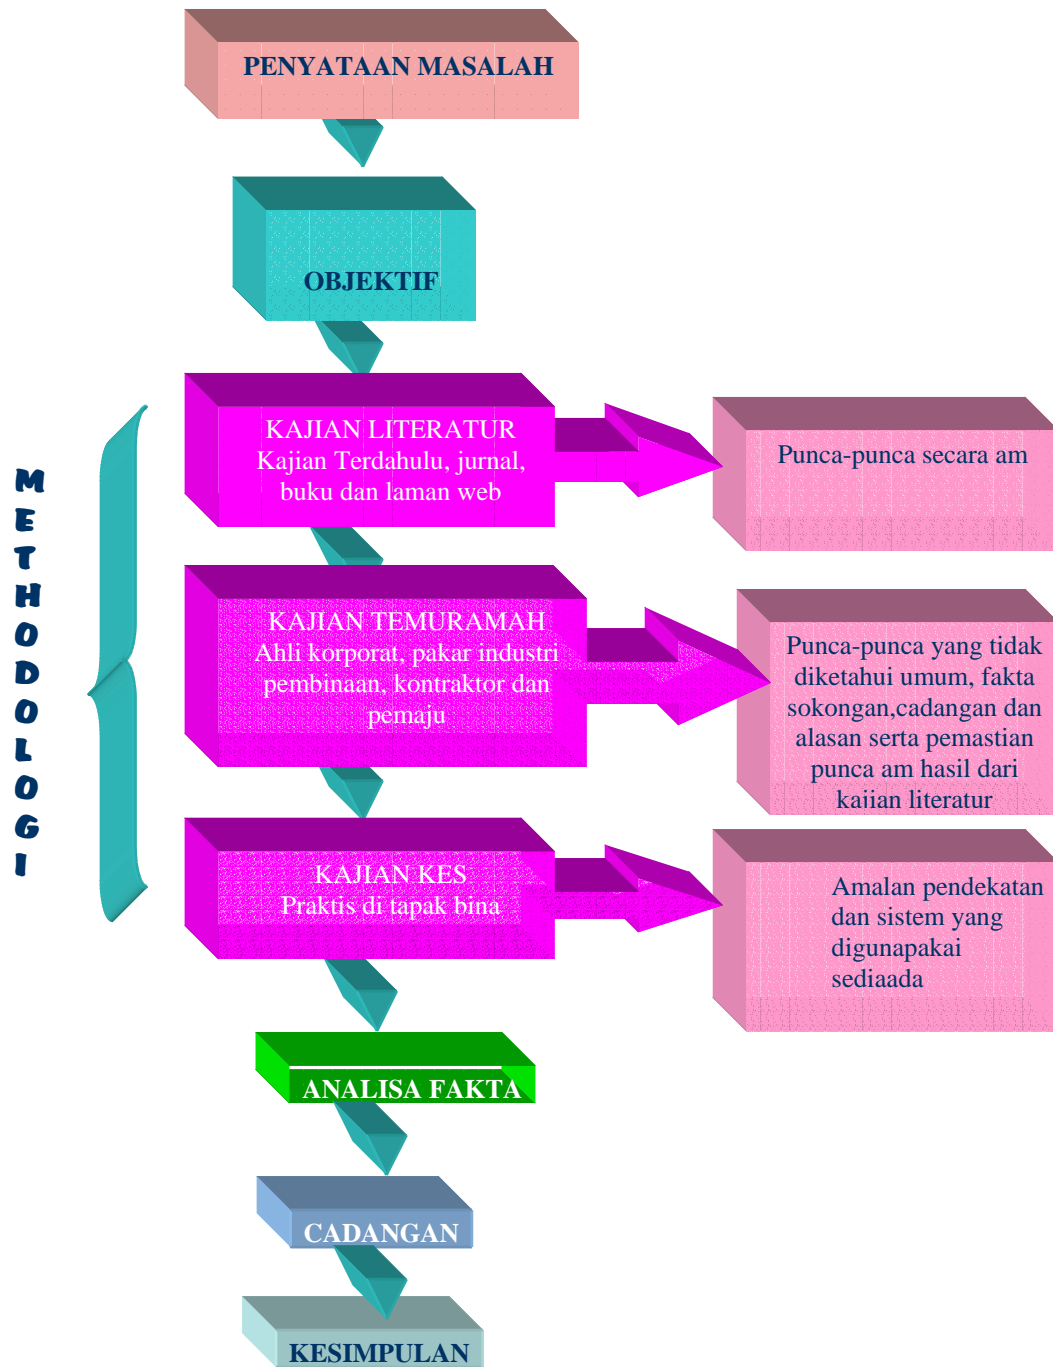 PENYATAAN MASALAH
OBJEKTIF
METHODOLOGI
KAJIAN LITERATUR
Kajian Terdahulu, jurnal,
buku dan laman web
Punca-punca secara am
KAJIAN TEMURAMAH
Ahli korporat, pakar industri
pembinaan, kontraktor dan
pemaju
Punca-punca yang tidak
diketahui umum, fakta
sokongan,cadangan dan
alasan serta pemastian
punca am hasil dari
kajian literatur
KAJIAN KES
Praktis di tapak bina
Amalan pendekatan
dan sistem yang
digunapakai
sediaada
ANALISA FAKTA
CADANGAN
KESIMPULAN